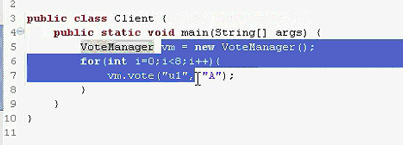 2
3 public class Client {
4 public static void main(String[] args) {
5 VoteManager vm = new VoteManager();
6 for(int i=0;i<8;i++){
7 vm.vote("u1", "A");
8 }
9 }
10 }
11